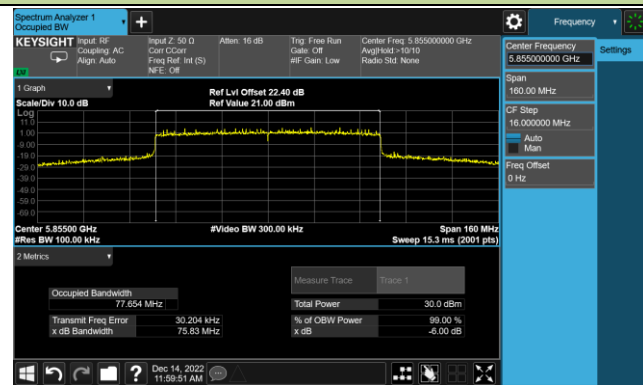 Spectrum Analyzer 1
Occupied BW
Frequency
KEYSIGHT
Input: RF
Coupling: AC
Align: Auto
Input Z: 50 Ω
Corr CCorr
Freq Ref: Int (S)
NFE: Off
Atten: 16 dB
Trig: Free Run
Gate: Off
#IF Gain: Low
Center Freq: 5.855000000 GHz
Avg|Hold:>10/10
Radio Std: None
1 Graph
Scale/Div 10.0 dB
Ref Lvl Offset 22.40 dB
Ref Value 21.00 dBm
Log
11.0
1.00
-9.00
-19.0
-29.0
-39.0
-49.0
-59.0
-69.0
Center 5.85500 GHz
#Res BW 100.00 kHz
#Video BW 300.00 kHz
Span 160 MHz
Sweep 15.3 ms (2001 pts)
2 Metrics
Measure Trace
Trace 1
Occupied Bandwidth
77.654 MHz
Total Power
30.0 dBm
Transmit Freq Error
30.204 kHz
% of OBW Power
99.00 %
x dB Bandwidth
75.83 MHz
x dB
-6.00 dB
Center Frequency
5.855000000 GHz
Settings
Span
160.00 MHz
CF Step
16.000000 MHz
Auto
Man
Freq Offset
0 Hz
Dec 14, 2022
11:59:51 AM